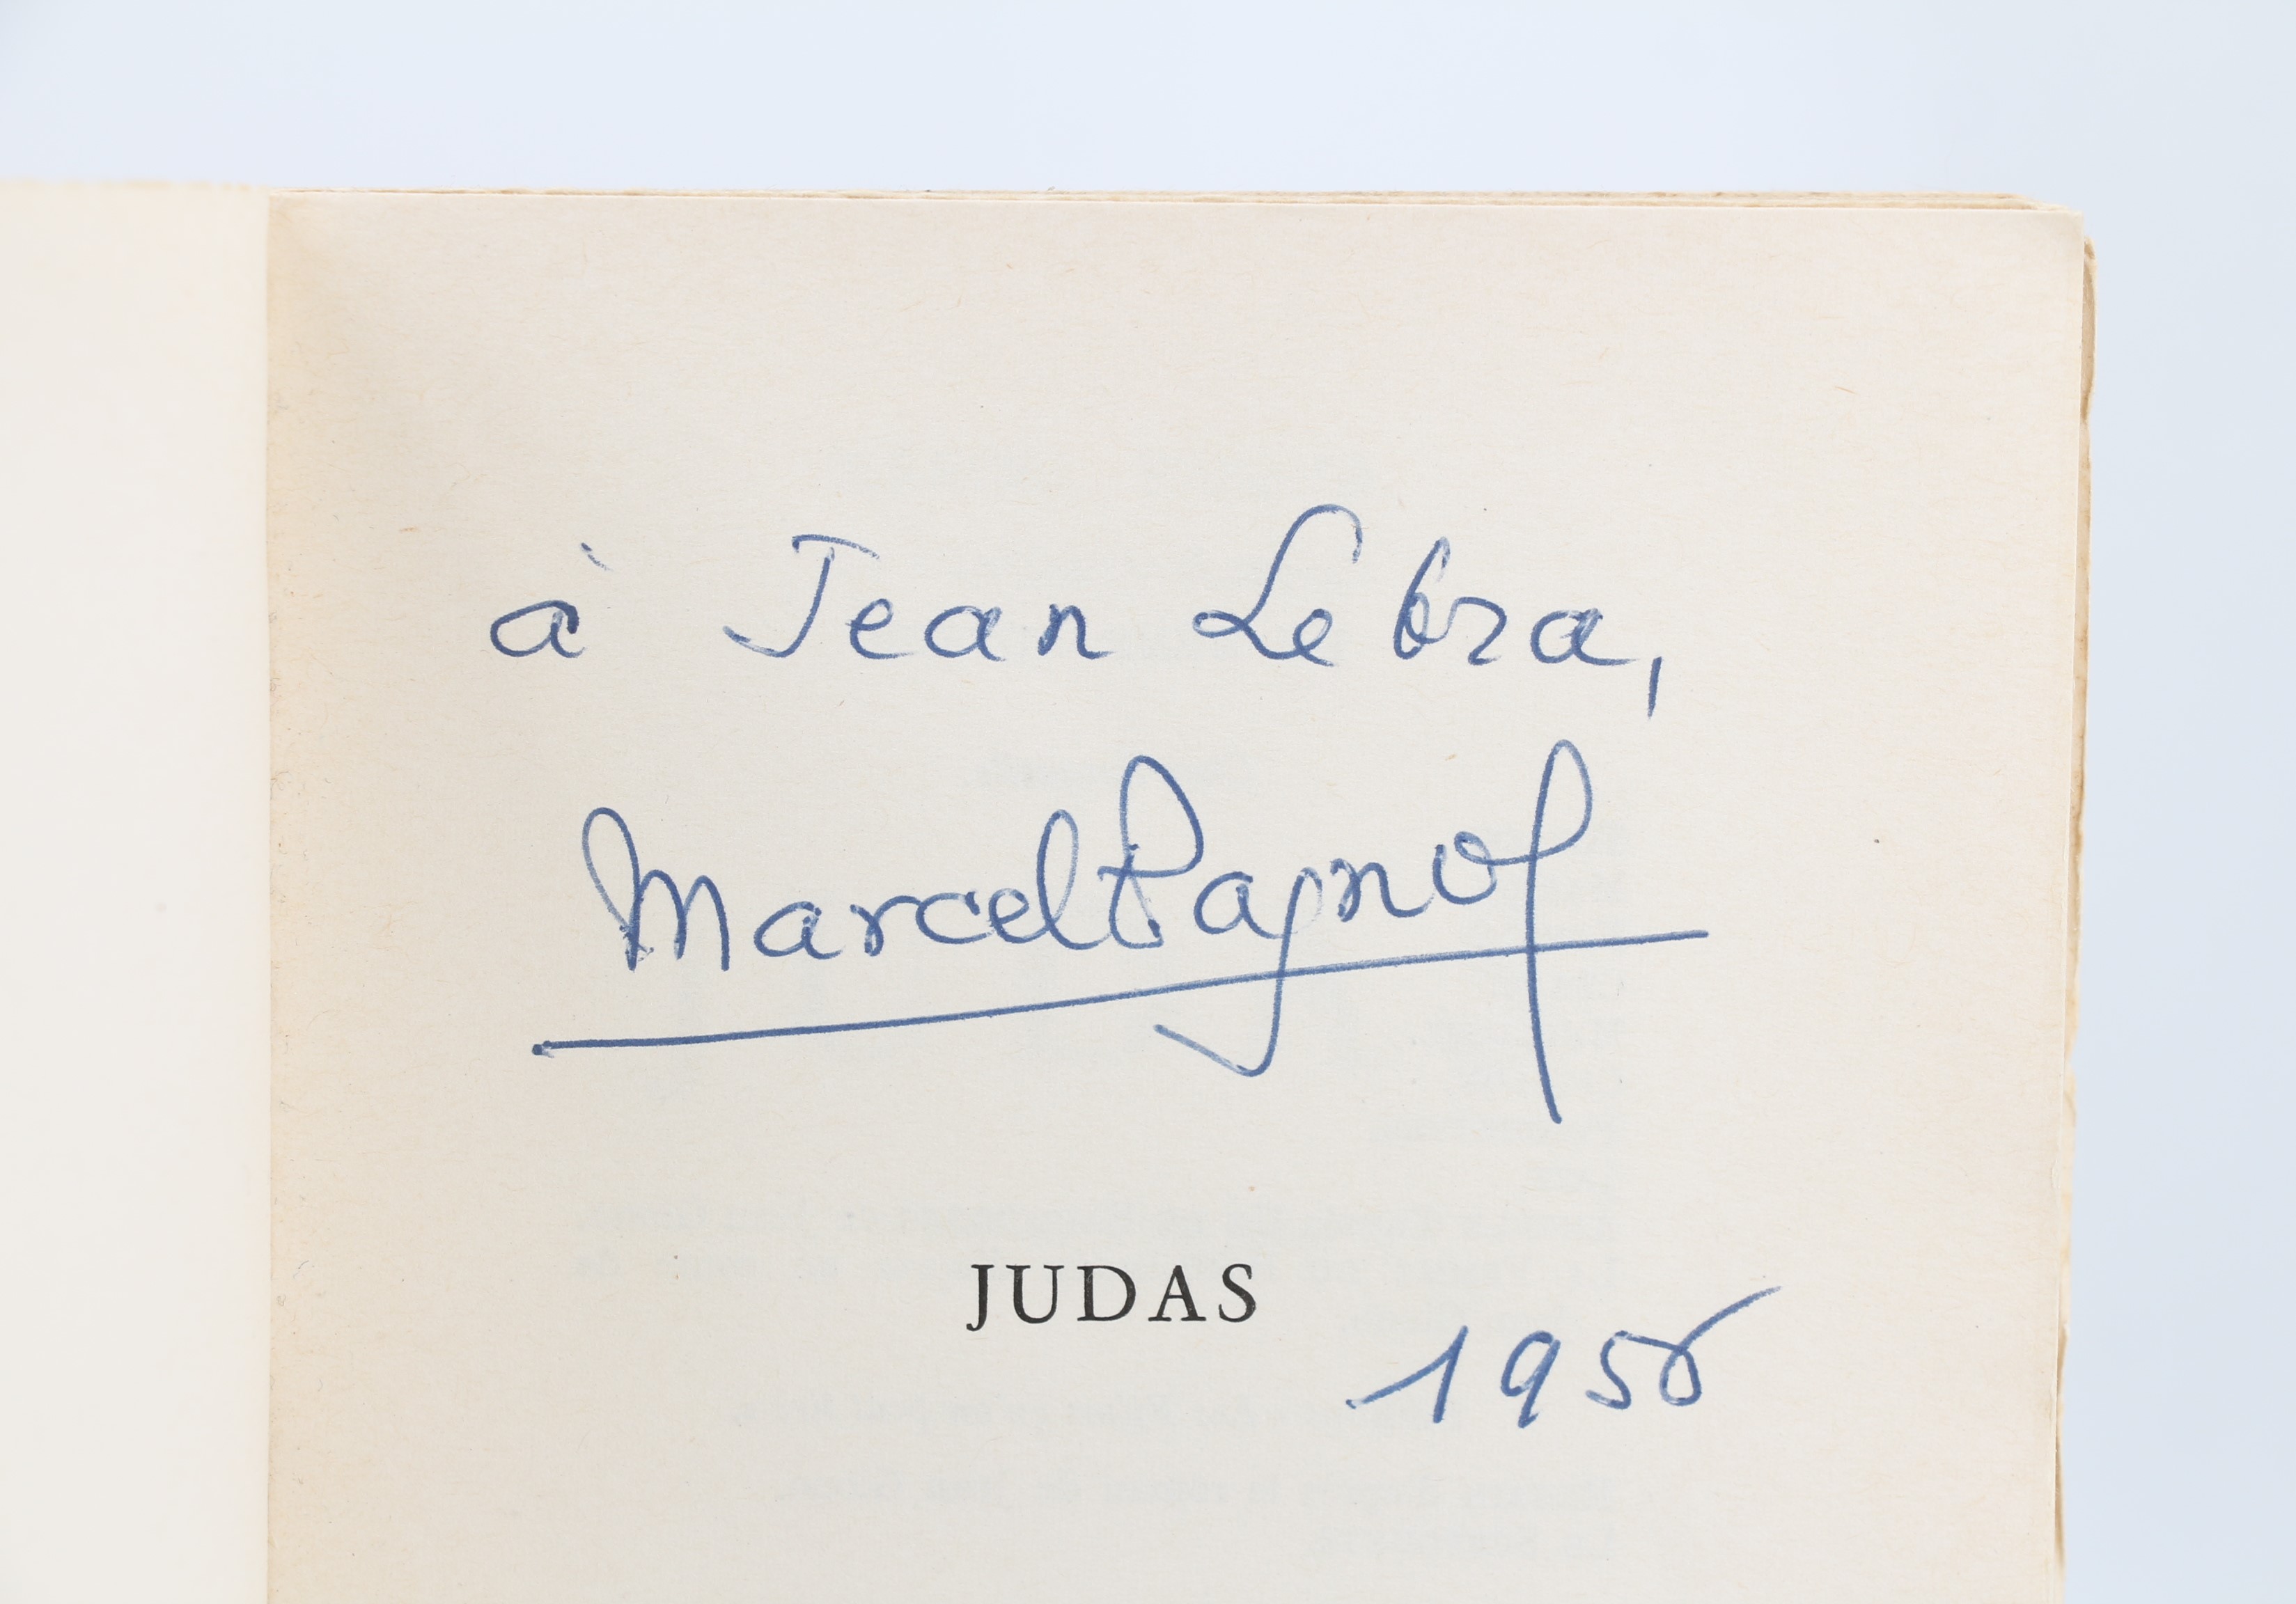 à Jean Lebra,
Marcel Pagnol
JUDAS
1956